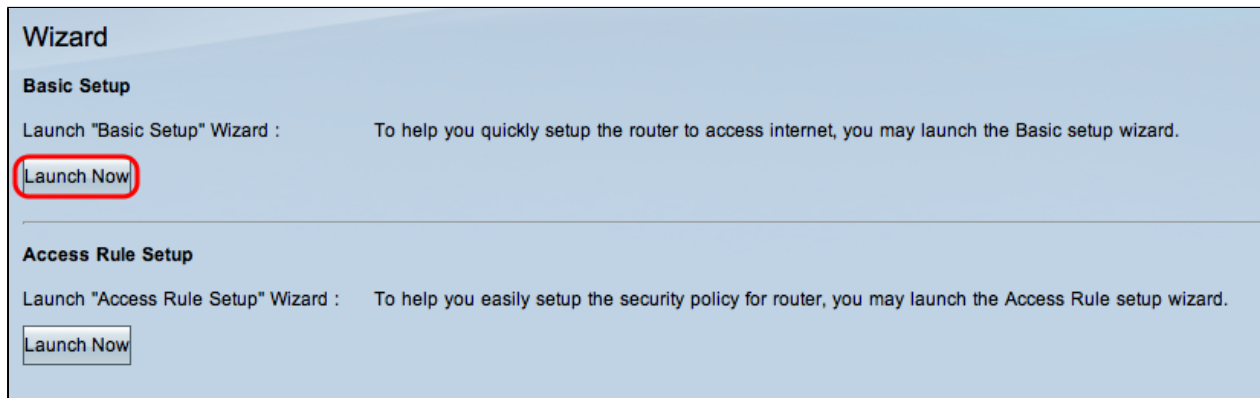 Wizard
Basic Setup
Launch "Basic Setup" Wizard : To help you quickly setup the router to access internet, you may launch the Basic setup wizard.
Launch Now
Access Rule Setup
Launch "Access Rule Setup" Wizard : To help you easily setup the security policy for router, you may launch the Access Rule setup wizard.
Launch Now